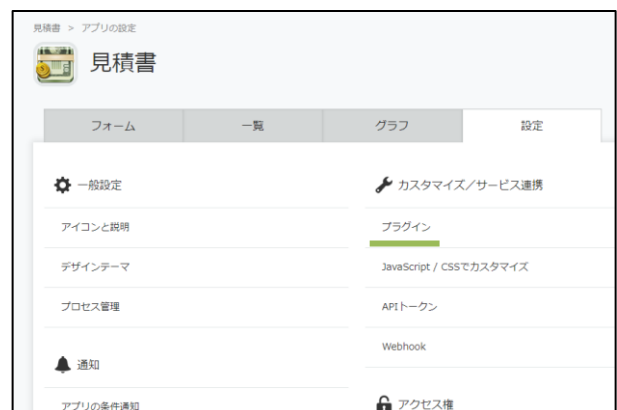 見積書 > アプリの設定
見積書
フォーム 一覧 グラフ 設定
一般設定
アイコンと説明
デザインテーマ
プロセス管理
通知
アプリの条件通知
カスタマイズ／サービス連携
プラグイン
JavaScript / CSSでカスタマイズ
APIトークン
Webhook
アクセス権